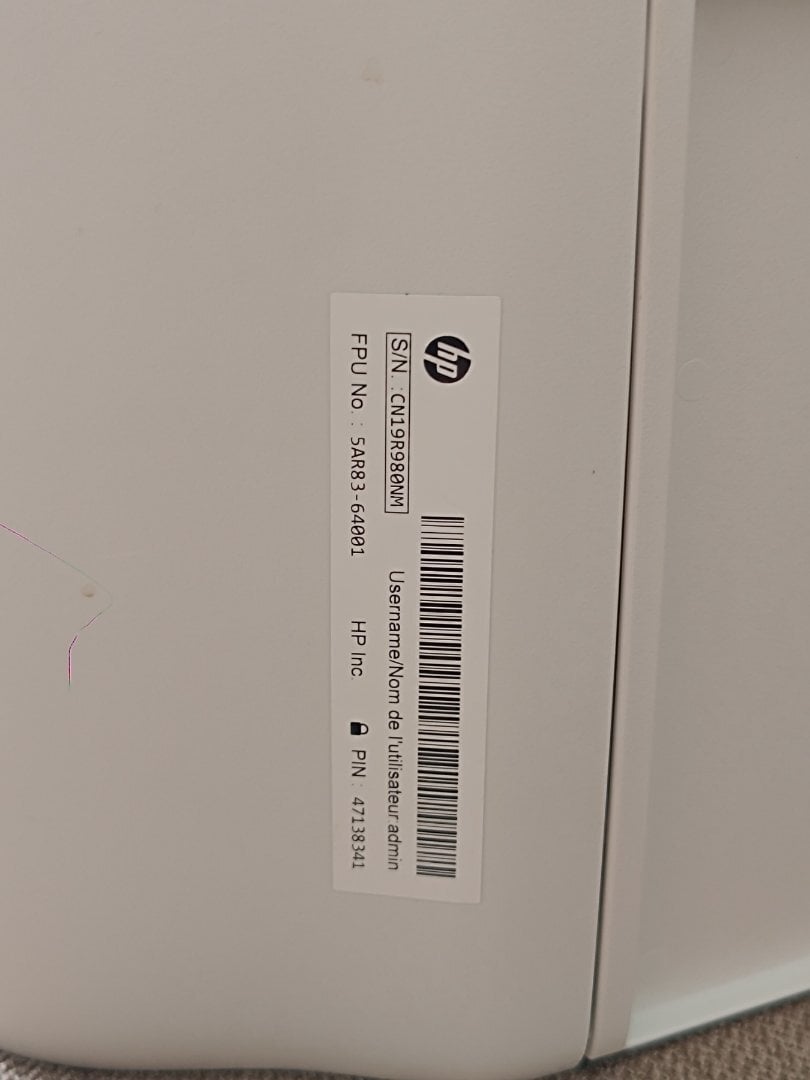 hp
S/N. :CN19R980NM
Username/Nom de l'utilisateur:admin
FPU No. : 5AR83-64001 HP Inc. PIN : 47138341